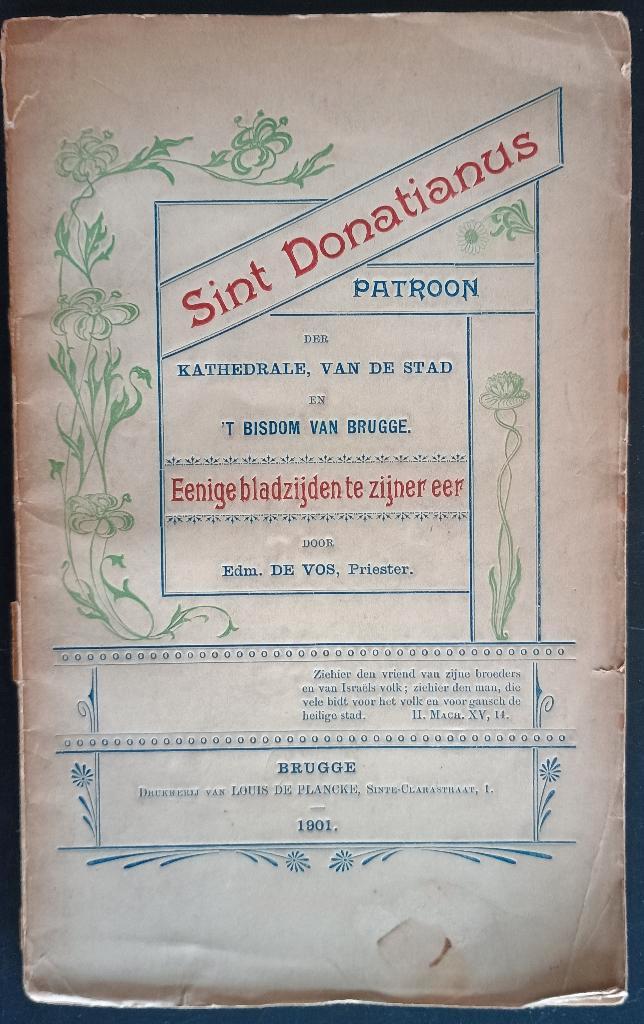 Sint Donatianus
PATROON
DER
KATHEDRALE, VAN DE STAD
EN
'T BISDOM VAN BRUGGE.
Eenige bladzijden te zijner eer
DOOR
Edm. DE VOS, Priester.
Ziehier den vriend van zijne broeders
en van Israëls volk; ziehier den man, die
vele bidt voor het volk en voor gansch de
heilige stad. II. MACH. XV, 14.
BRUGGE
DRUKKERIJ VAN LOUIS DE PLANCKE, SINTE-CLARASTRAAT, 1.
1901.